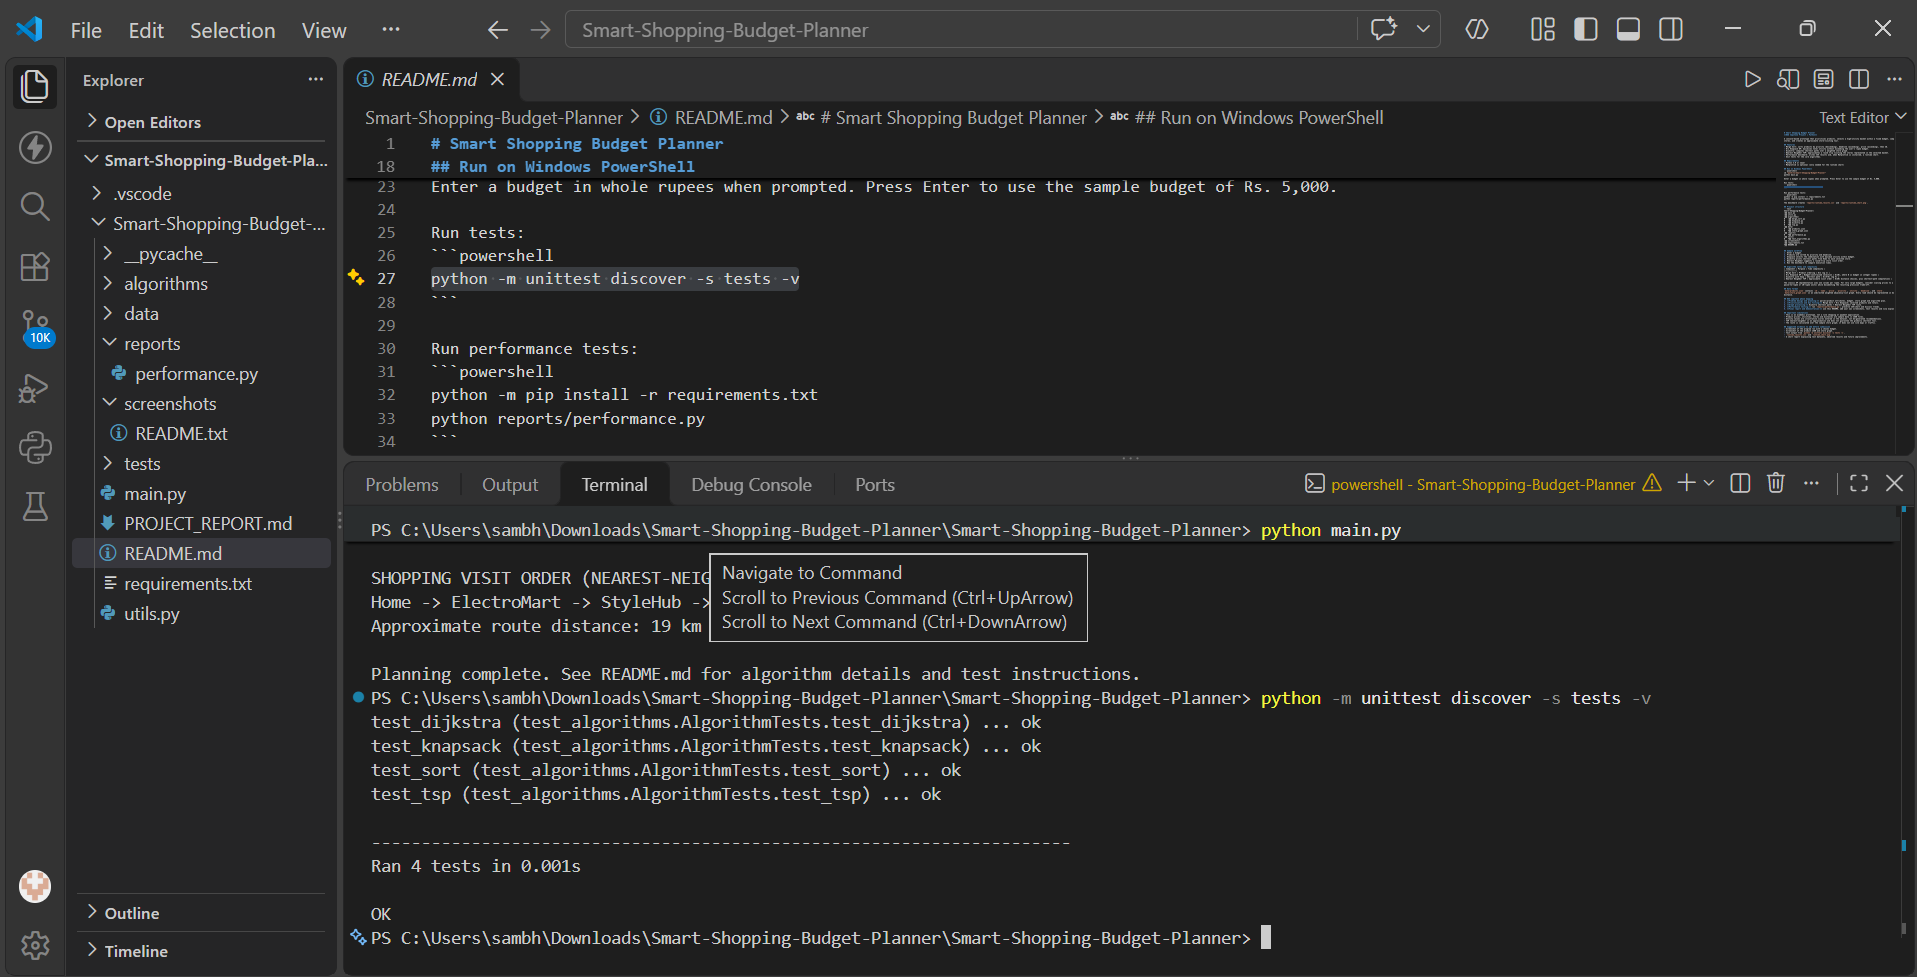 File Edit Selection View ···
Smart-Shopping-Budget-Planner
Explorer ···
Open Editors
Smart-Shopping-Budget-Pla...
.vscode
Smart-Shopping-Budget-...
__pycache__
algorithms
data
reports
performance.py
screenshots
README.txt
tests
main.py
PROJECT_REPORT.md
README.md
requirements.txt
utils.py
Outline
Timeline
10K
README.md
Smart-Shopping-Budget-Planner > README.md > abc # Smart Shopping Budget Planner > abc ## Run on Windows PowerShell
Text Editor
1 # Smart Shopping Budget Planner
18 ## Run on Windows PowerShell
23 Enter a budget in whole rupees when prompted. Press Enter to use the sample budget of Rs. 5,000.
24
25 Run tests:
26 ```powershell
27 python -m unittest discover -s tests -v
28 ```
29
30 Run performance tests:
31 ```powershell
32 python -m pip install -r requirements.txt
33 python reports/performance.py
34 ```
Problems Output Terminal Debug Console Ports
powershell - Smart-Shopping-Budget-Planner
PS C:\Users\sambh\Downloads\Smart-Shopping-Budget-Planner\Smart-Shopping-Budget-Planner> python main.py
SHOPPING VISIT ORDER (NEAREST-NEIG
Home -> ElectroMart -> StyleHub ->
Approximate route distance: 19 km
Navigate to Command
Scroll to Previous Command (Ctrl+UpArrow)
Scroll to Next Command (Ctrl+DownArrow)
Planning complete. See README.md for algorithm details and test instructions.
PS C:\Users\sambh\Downloads\Smart-Shopping-Budget-Planner\Smart-Shopping-Budget-Planner> python -m unittest discover -s tests -v
test_dijkstra (test_algorithms.AlgorithmTests.test_dijkstra) ... ok
test_knapsack (test_algorithms.AlgorithmTests.test_knapsack) ... ok
test_sort (test_algorithms.AlgorithmTests.test_sort) ... ok
test_tsp (test_algorithms.AlgorithmTests.test_tsp) ... ok
----------------------------------------------------------------------
Ran 4 tests in 0.001s
OK
PS C:\Users\sambh\Downloads\Smart-Shopping-Budget-Planner\Smart-Shopping-Budget-Planner>